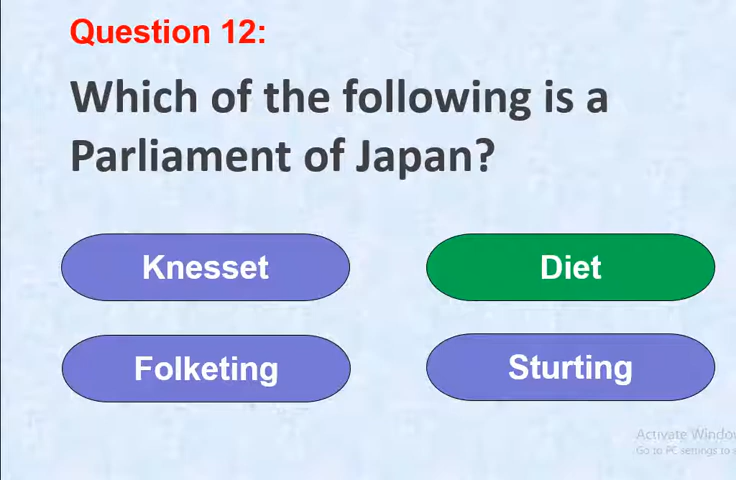 Question 12:
Which of the following is a
Parliament of Japan?
Knesset
Diet
Folketing
Sturting
Activate Window
Go to PC settings to